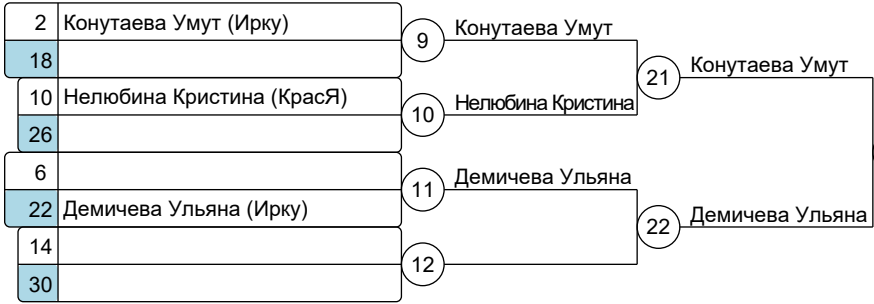 2 Конутаева Умут (Ирку)
18
9 Конутаева Умут
10 Нелюбина Кристина (КрасЯ)
26
10 Нелюбина Кристина
21 Конутаева Умут
6
22 Демичева Ульяна (Ирку)
11 Демичева Ульяна
14
30
12
22 Демичева Ульяна